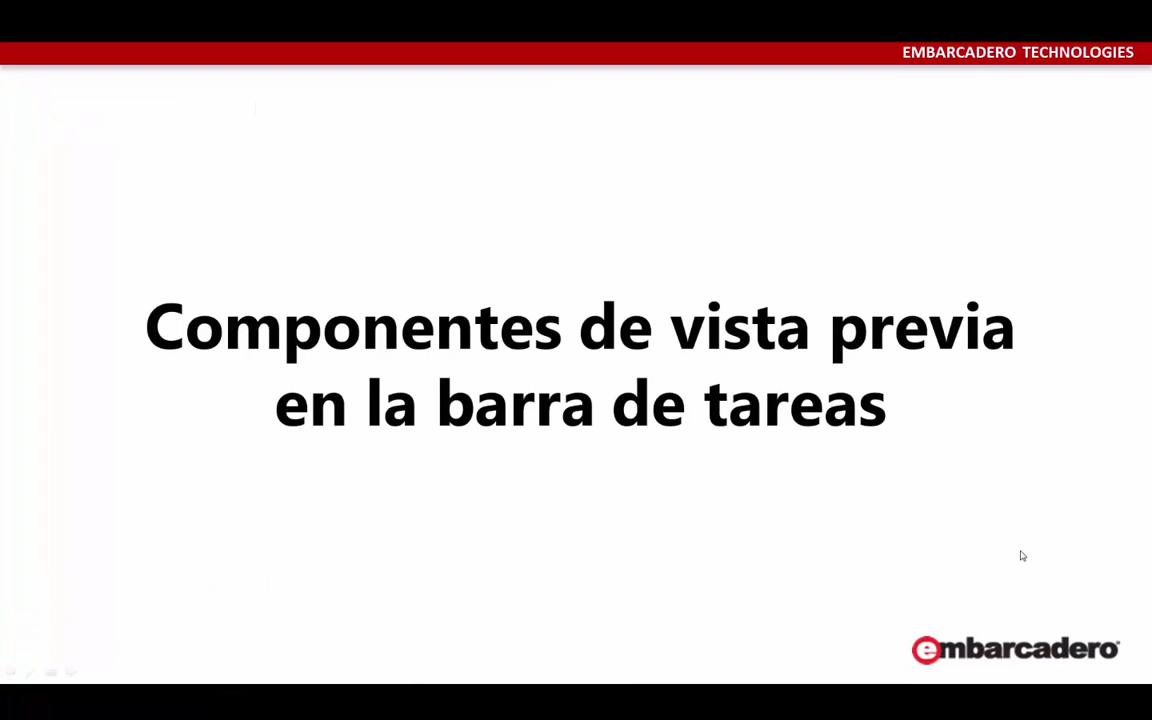 EMBARCADERO TECHNOLOGIES
Componentes de vista previa
en la barra de tareas
embarcadero